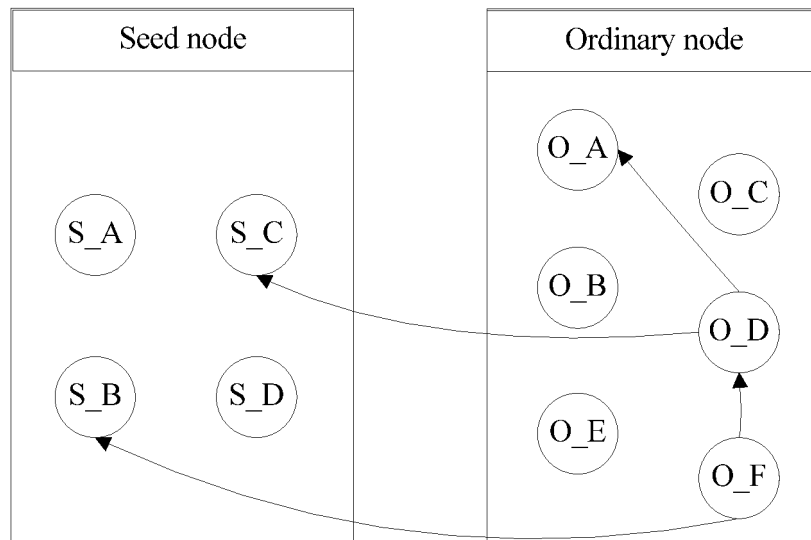 Seed node
Ordinary node
O_A
O_C
S_A
S_C
O_B
O_D
S_B
S_D
O_E
O_F